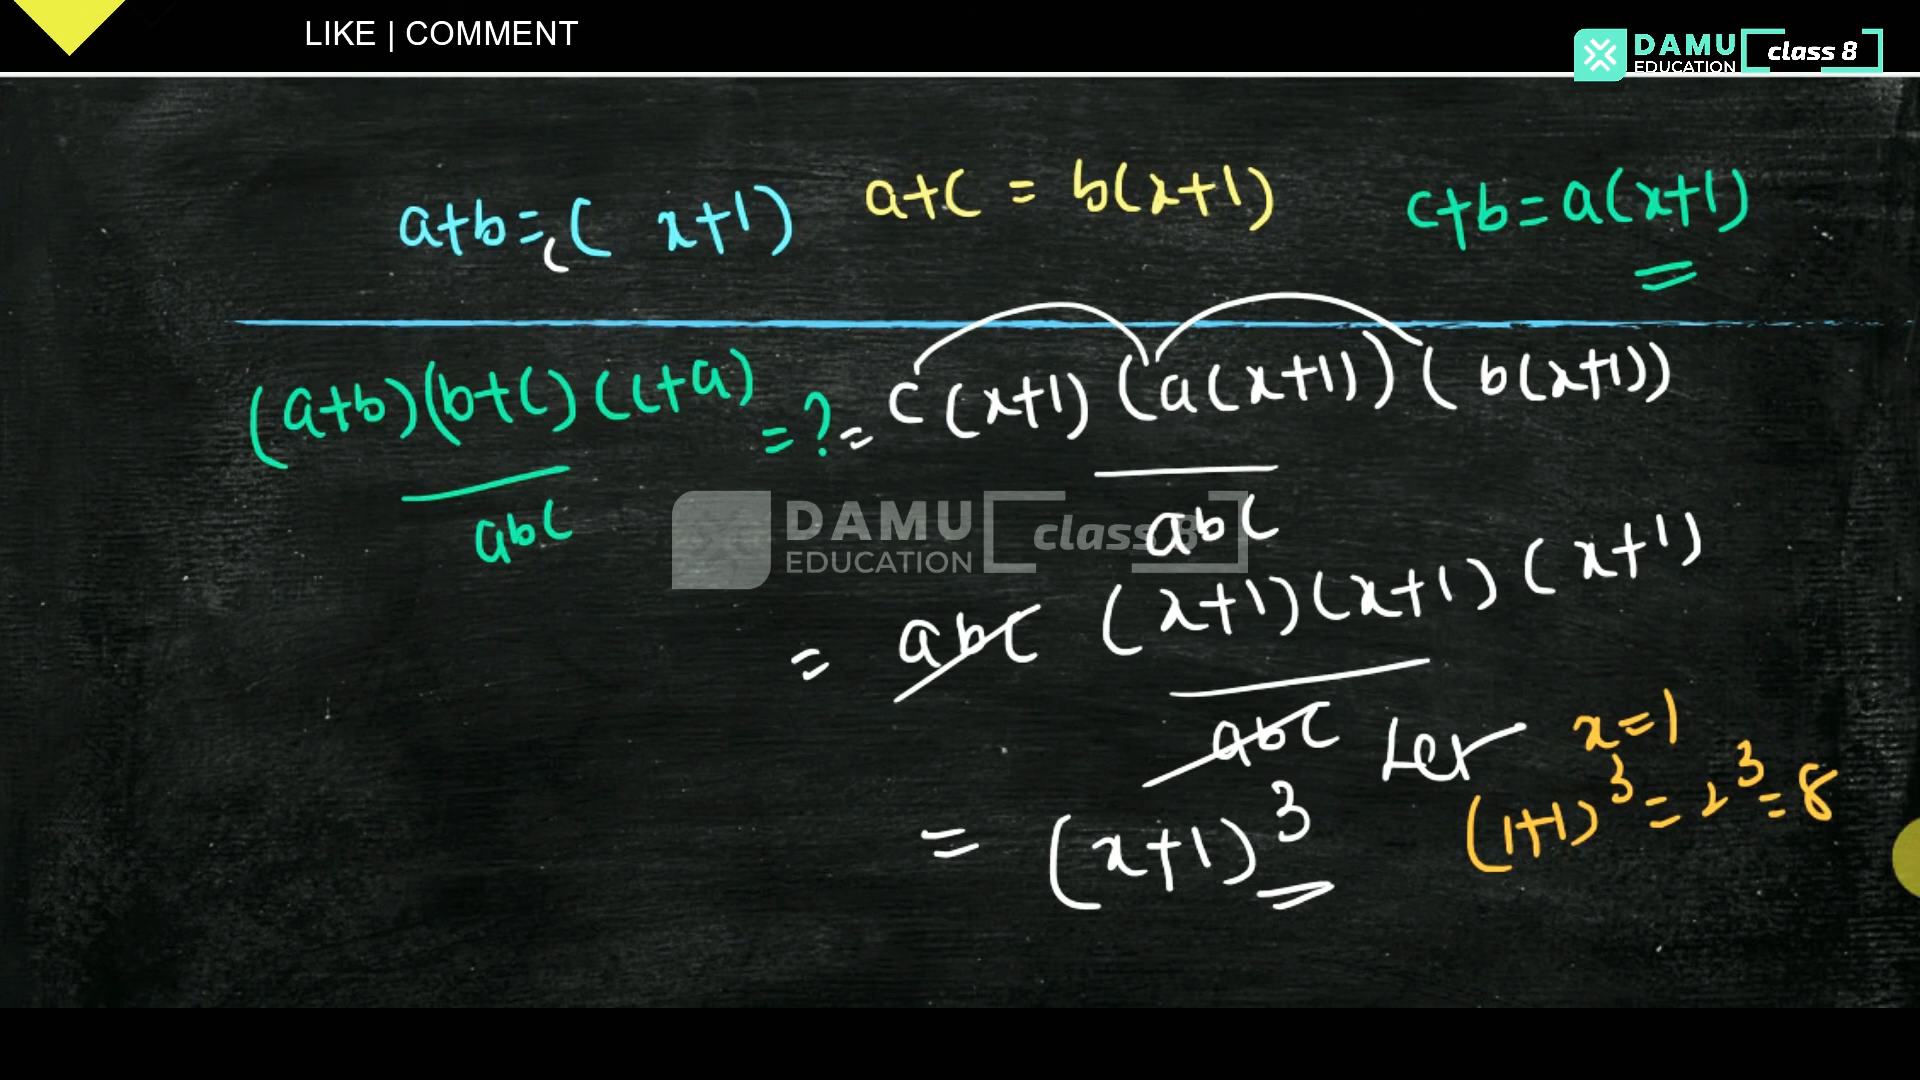 LIKE | COMMENT
DAMU EDUCATION class 8
a+b = c( x+1) a+c = b(x+1) c+b = a(x+1)
(a+b)(b+c)(c+a) = ? = c(x+1)(a(x+1))( b(x+1))
abc abc
DAMU EDUCATION class 8
= abc (x+1)(x+1)(x+1)
abc
Let x=1
= (x+1)³ (1+1)³ = 2³ = 8